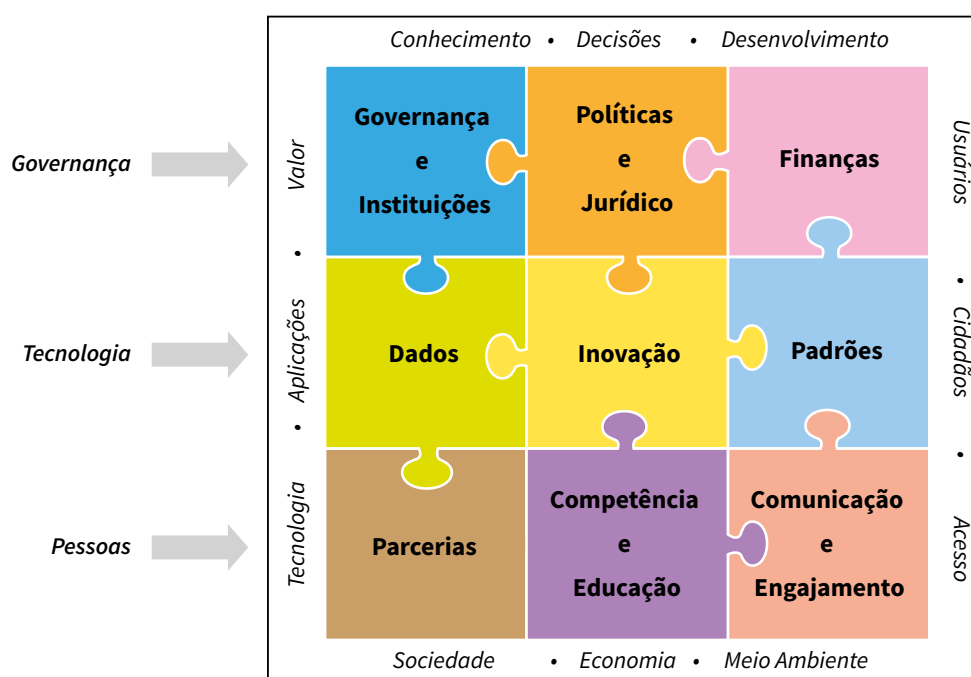 Conhecimento • Decisões • Desenvolvimento
Governança
Tecnologia
Pessoas
Valor • Aplicações • Tecnologia
Governança
e
Instituições
Políticas
e
Jurídico
Finanças
Dados
Inovação
Padrões
Parcerias
Competência
e
Educação
Comunicação
e
Engajamento
Usuários • Cidadãos • Acesso
Sociedade • Economia • Meio Ambiente